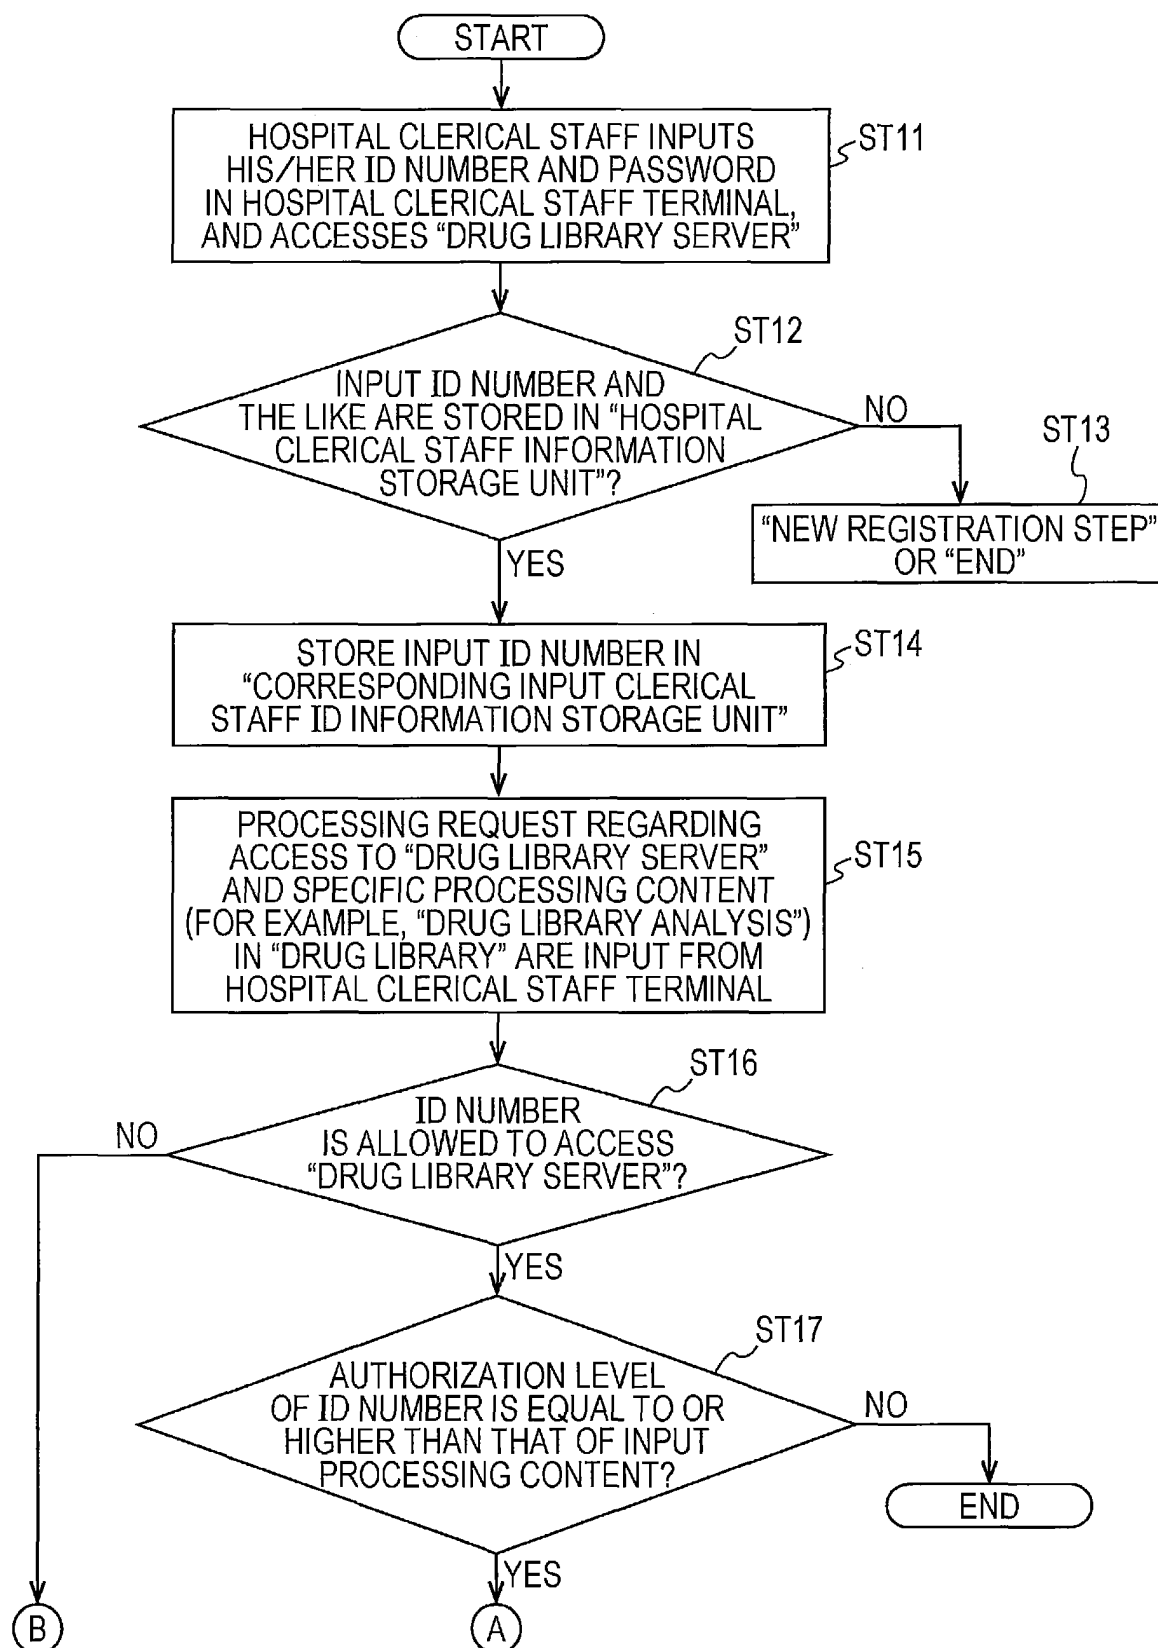 START
HOSPITAL CLERICAL STAFF INPUTS
HIS/HER ID NUMBER AND PASSWORD
IN HOSPITAL CLERICAL STAFF TERMINAL,
AND ACCESSES “DRUG LIBRARY SERVER”
ST11
ST12
INPUT ID NUMBER AND
THE LIKE ARE STORED IN “HOSPITAL
CLERICAL STAFF INFORMATION
STORAGE UNIT”?
NO
ST13
“NEW REGISTRATION STEP”
OR “END”
YES
STORE INPUT ID NUMBER IN
“CORRESPONDING INPUT CLERICAL
STAFF ID INFORMATION STORAGE UNIT”
ST14
PROCESSING REQUEST REGARDING
ACCESS TO “DRUG LIBRARY SERVER”
AND SPECIFIC PROCESSING CONTENT
(FOR EXAMPLE, “DRUG LIBRARY ANALYSIS”)
IN “DRUG LIBRARY” ARE INPUT FROM
HOSPITAL CLERICAL STAFF TERMINAL
ST15
ST16
ID NUMBER
IS ALLOWED TO ACCESS
“DRUG LIBRARY SERVER”?
NO
YES
ST17
AUTHORIZATION LEVEL
OF ID NUMBER IS EQUAL TO OR
HIGHER THAN THAT OF INPUT
PROCESSING CONTENT?
NO
END
YES
B
A